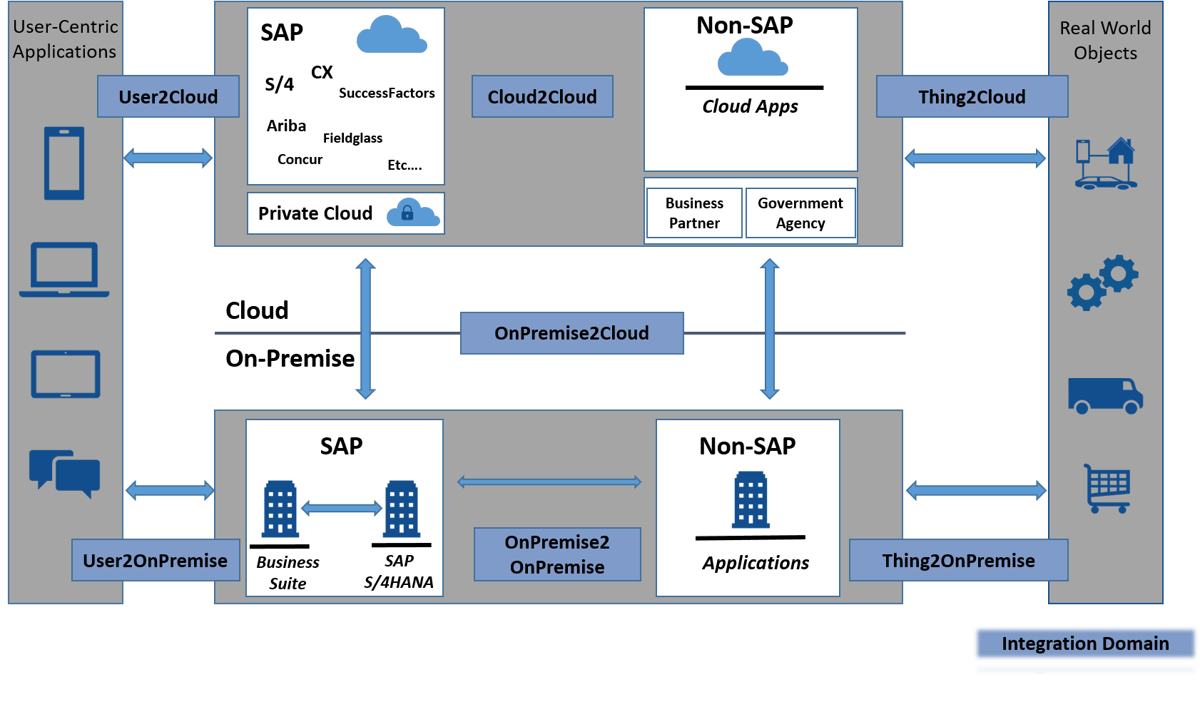 User-Centric
Applications
User2Cloud
SAP
S/4
CX
SuccessFactors
Ariba
Fieldglass
Concur
Etc....
Private Cloud
Cloud2Cloud
Non-SAP
Cloud Apps
Business
Partner
Government
Agency
Thing2Cloud
Real World
Objects
Cloud
OnPremise2Cloud
On-Premise
User2OnPremise
SAP
Business
Suite
SAP
S/4HANA
OnPremise2
OnPremise
Non-SAP
Applications
Thing2OnPremise
Integration Domain